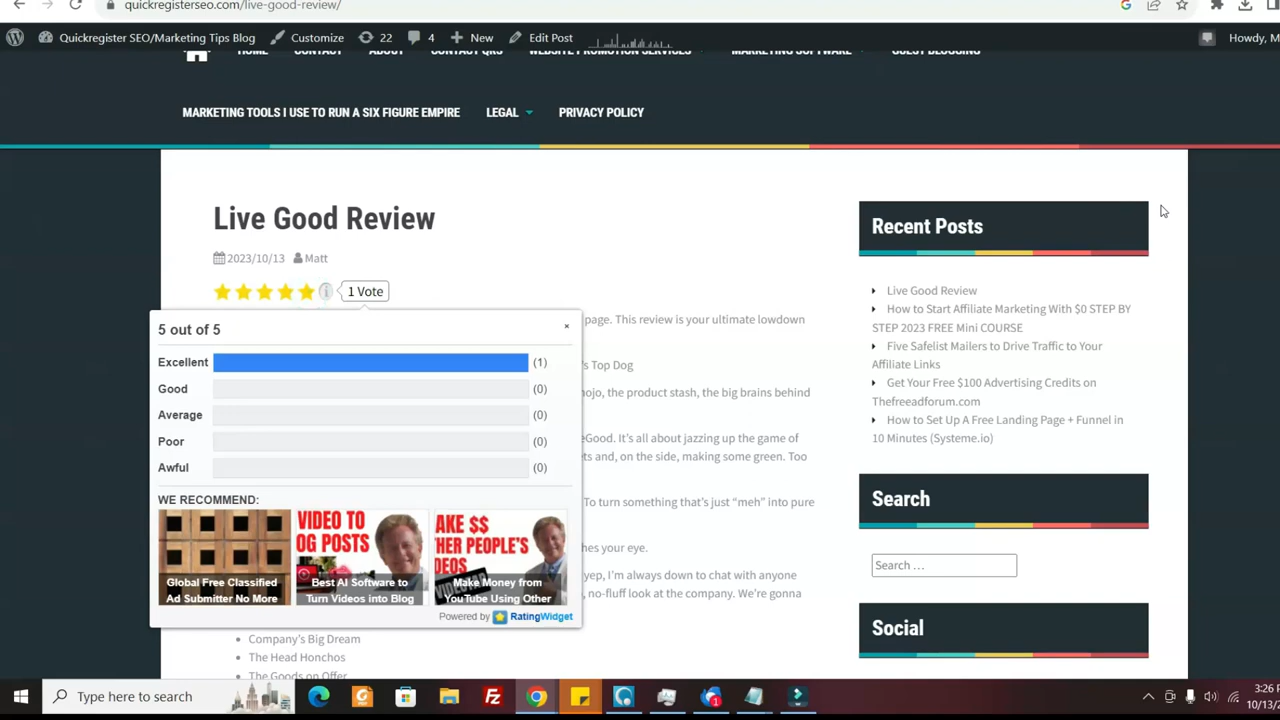 quickregisterseo.com/live-good-review/
Quickregister SEO/Marketing Tips Blog Customize 22 4 New Edit Post Howdy, M
HOME CONTACT ABOUT CONTACT QRS WEBSITE PROMOTION SERVICES MARKETING SOFTWARE GUEST BLOGGING
MARKETING TOOLS I USE TO RUN A SIX FIGURE EMPIRE LEGAL PRIVACY POLICY
Live Good Review
2023/10/13 Matt
1 Vote
5 out of 5 ×
Excellent (1)
Good (0)
Average (0)
Poor (0)
Awful (0)
WE RECOMMEND:
VIDEO TO
OG POSTS
Global Free Classified
Ad Submitter No More
Best AI Software to
Turn Videos into Blog
AKE $$
HER PEOPLE'S
Make Money from
YouTube Using Other
Powered by RatingWidget
page. This review is your ultimate lowdown
's Top Dog
nojo, the product stash, the big brains behind
eGood. It's all about jazzing up the game of
ets and, on the side, making some green. Too
To turn something that's just “meh” into pure
hes your eye.
yep, I'm always down to chat with anyone
, no-fluff look at the company. We're gonna
Company's Big Dream
The Head Honchos
The Goods on Offer
Recent Posts
Live Good Review
How to Start Affiliate Marketing With $0 STEP BY
STEP 2023 FREE Mini COURSE
Five Safelist Mailers to Drive Traffic to Your
Affiliate Links
Get Your Free $100 Advertising Credits on
Thefreeadforum.com
How to Set Up A Free Landing Page + Funnel in
10 Minutes (Systeme.io)
Search
Search …
Social
Type here to search
3:26 P
10/13/2